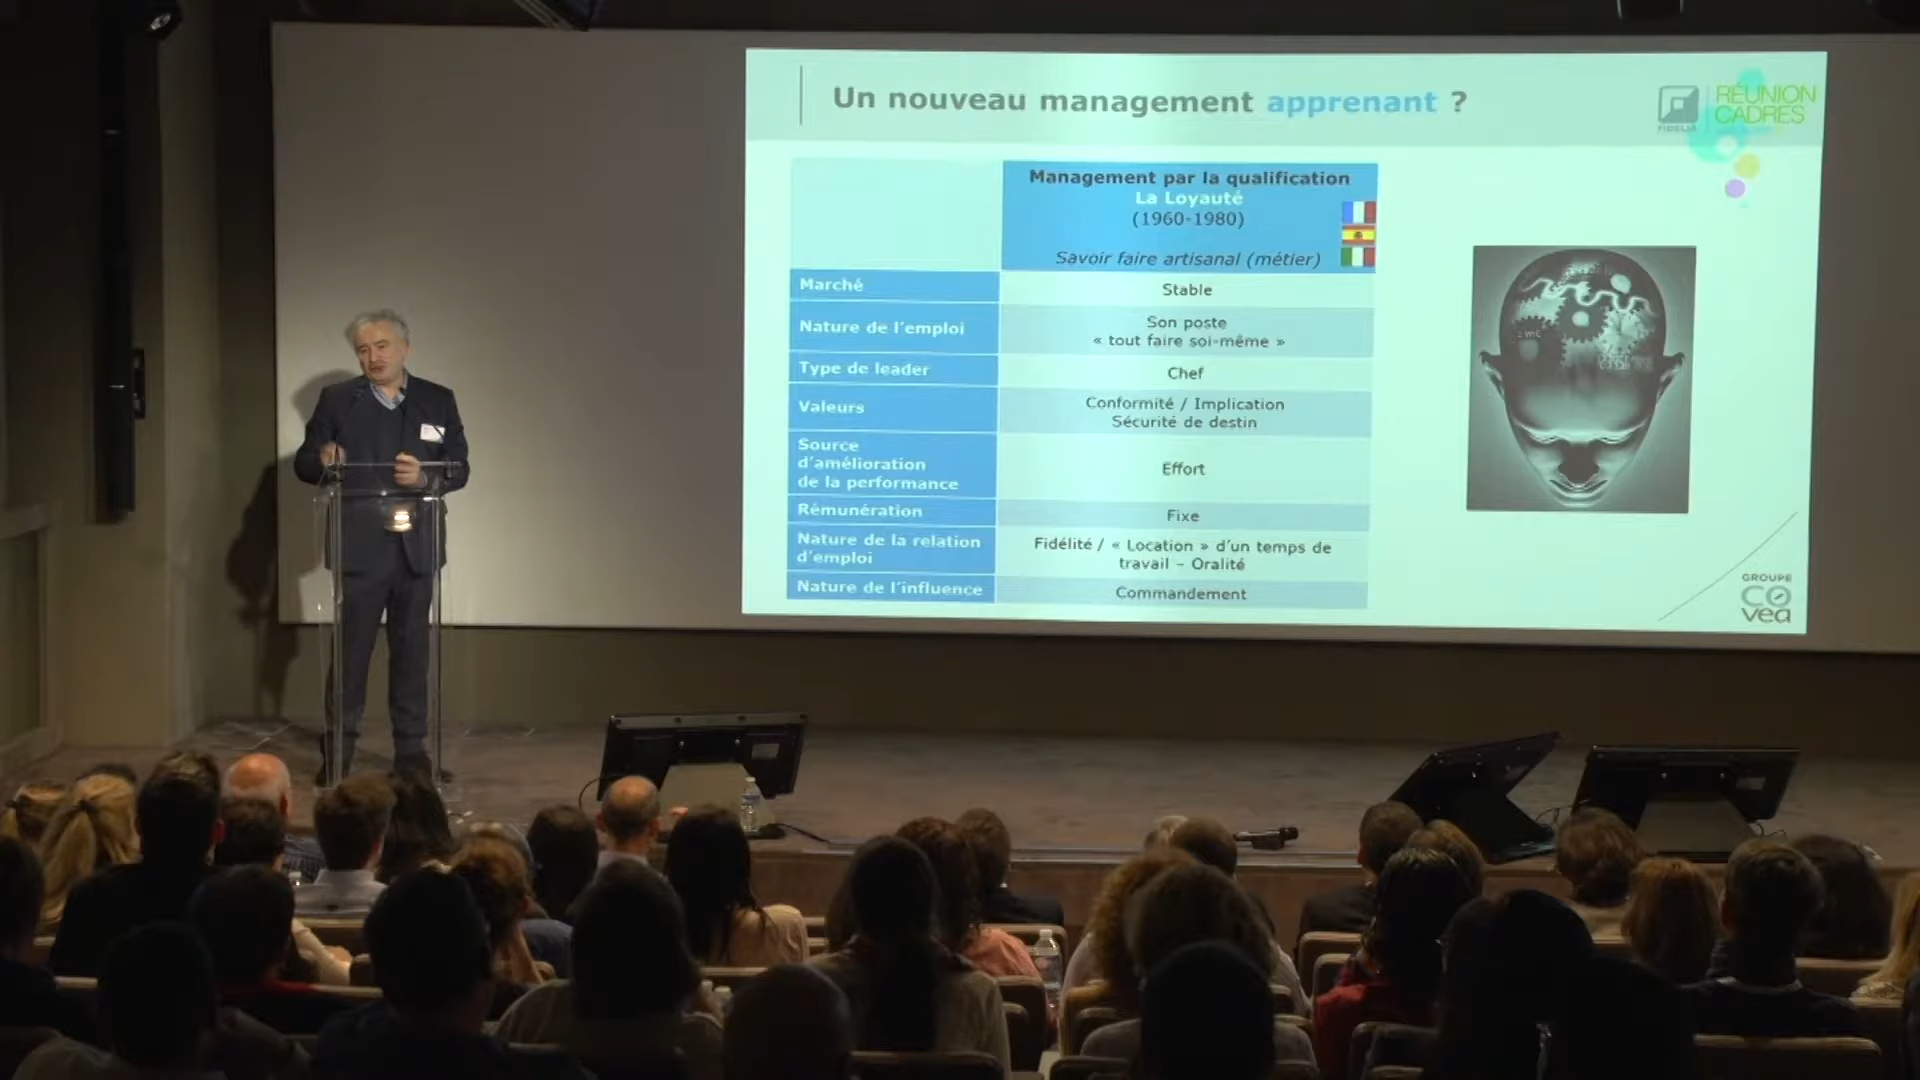 Un nouveau management apprenant ?
FIDELIA
RÉUNION
CADRES
Management par la qualification
La Loyauté
(1960-1980)
Savoir faire artisanal (métier)
Marché
Stable
Nature de l'emploi
Son poste
« tout faire soi-même »
Type de leader
Chef
Valeurs
Conformité / Implication
Sécurité de destin
Source
d'amélioration
de la performance
Effort
Rémunération
Fixe
Nature de la relation
d'emploi
Fidélité / « Location » d'un temps de
travail – Oralité
Nature de l'influence
Commandement
GROUPE
COvéa